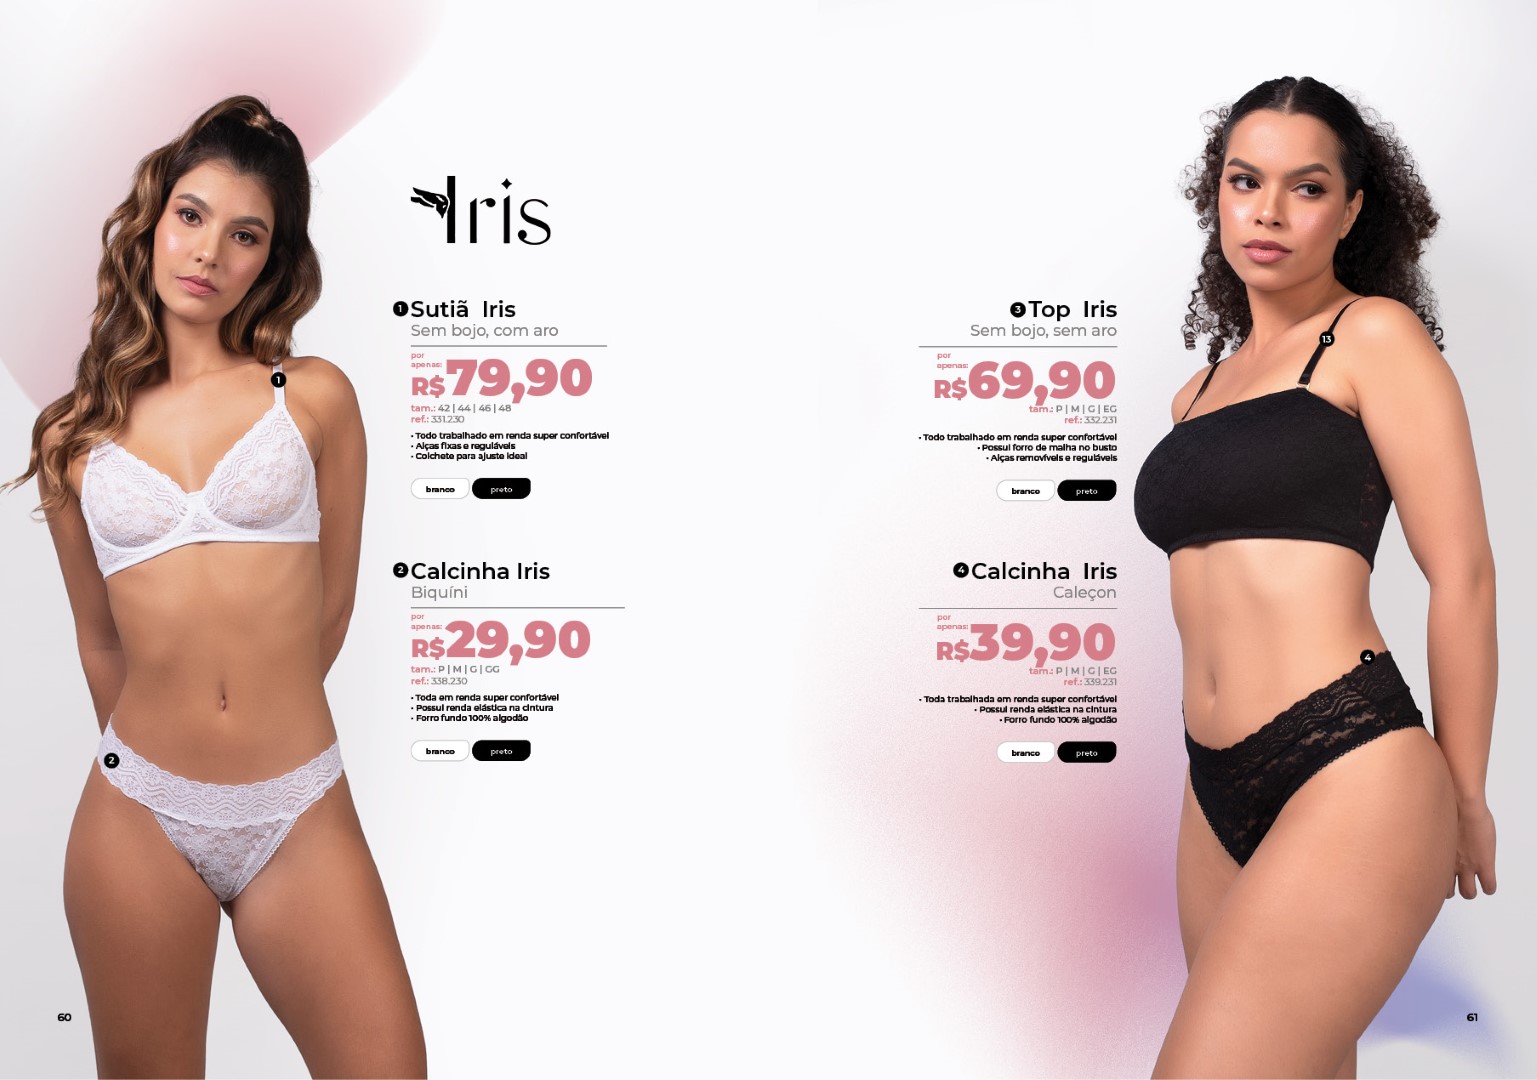 Iris
1 Sutiã Iris
Sem bojo, com aro
por
apenas:
R$79,90
tam.: 42 | 44 | 46 | 48
ref.: 331.230
• Todo trabalhado em renda super confortável
• Alças fixas e reguláveis
• Colchete para ajuste ideal
branco preto
2 Calcinha Iris
Biquíni
por
apenas:
R$29,90
tam.: P | M | G | GG
ref.: 338.230
• Toda em renda super confortável
• Possui renda elástica na cintura
• Forro fundo 100% algodão
branco preto
1
2
60
3 Top Iris
Sem bojo, sem aro
por
apenas:
R$69,90
tam.: P | M | G | EG
ref.: 332.231
• Todo trabalhado em renda super confortável
• Possui forro de malha no busto
• Alças removíveis e reguláveis
branco preto
4 Calcinha Iris
Caleçon
por
apenas:
R$39,90
tam.: P | M | G | EG
ref.: 339.231
• Toda trabalhada em renda super confortável
• Possui renda elástica na cintura
• Forro fundo 100% algodão
branco preto
13
4
61